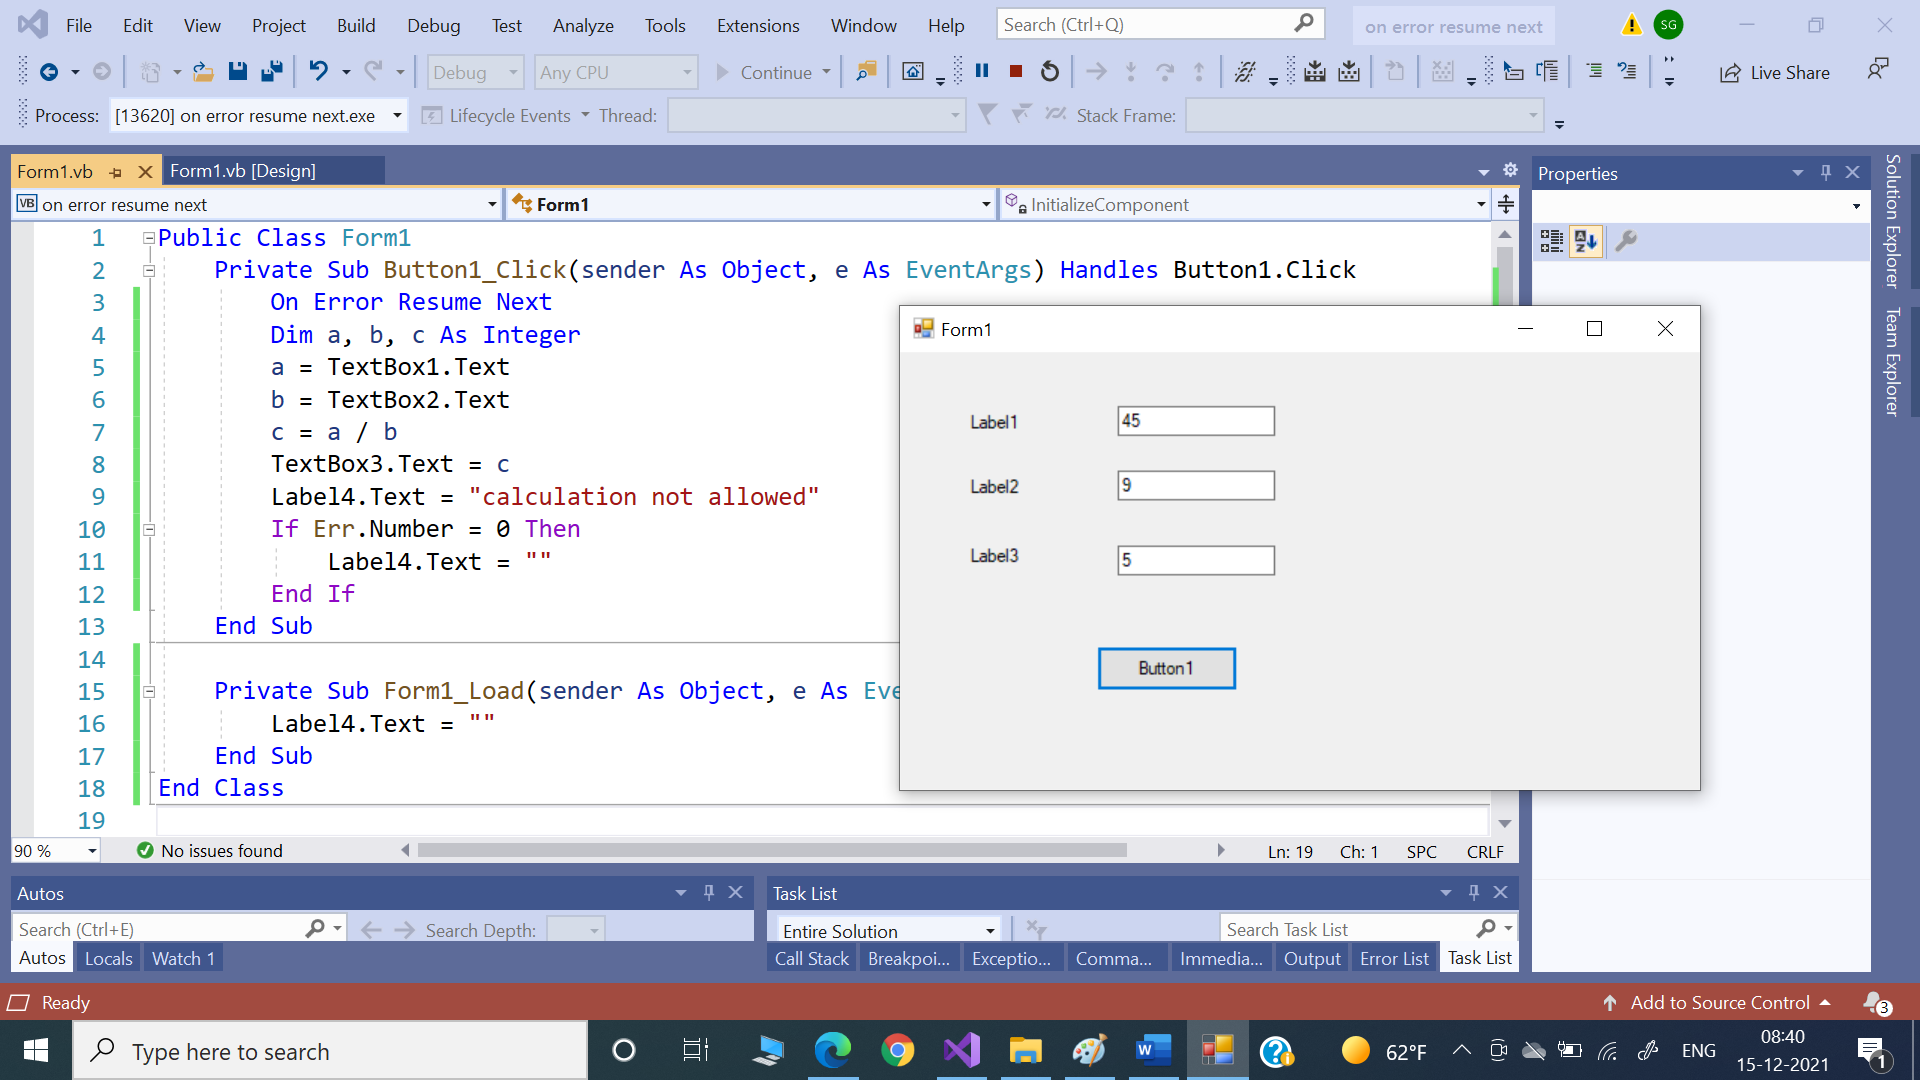 File Edit View Project Build Debug Test Analyze Tools Extensions Window Help Search (Ctrl+Q) on error resume next SG
Debug Any CPU Continue Live Share
Process: [13620] on error resume next.exe Lifecycle Events Thread: Stack Frame:
Form1.vb Form1.vb [Design]
VB on error resume next Form1 InitializeComponent
1 Public Class Form1
2 Private Sub Button1_Click(sender As Object, e As EventArgs) Handles Button1.Click
3 On Error Resume Next
4 Dim a, b, c As Integer
5 a = TextBox1.Text
6 b = TextBox2.Text
7 c = a / b
8 TextBox3.Text = c
9 Label4.Text = "calculation not allowed"
10 If Err.Number = 0 Then
11 Label4.Text = ""
12 End If
13 End Sub
14
15 Private Sub Form1_Load(sender As Object, e As Eve
16 Label4.Text = ""
17 End Sub
18 End Class
19
Form1
Label1 45
Label2 9
Label3 5
Button1
Properties
Solution Explorer
Team Explorer
90 % No issues found Ln: 19 Ch: 1 SPC CRLF
Autos
Search (Ctrl+E) Search Depth:
Autos Locals Watch 1
Task List
Entire Solution Search Task List
Call Stack Breakpoi... Exceptio... Comma... Immedia... Output Error List Task List
Ready Add to Source Control 3
Type here to search 62°F ENG 08:40
15-12-2021 1